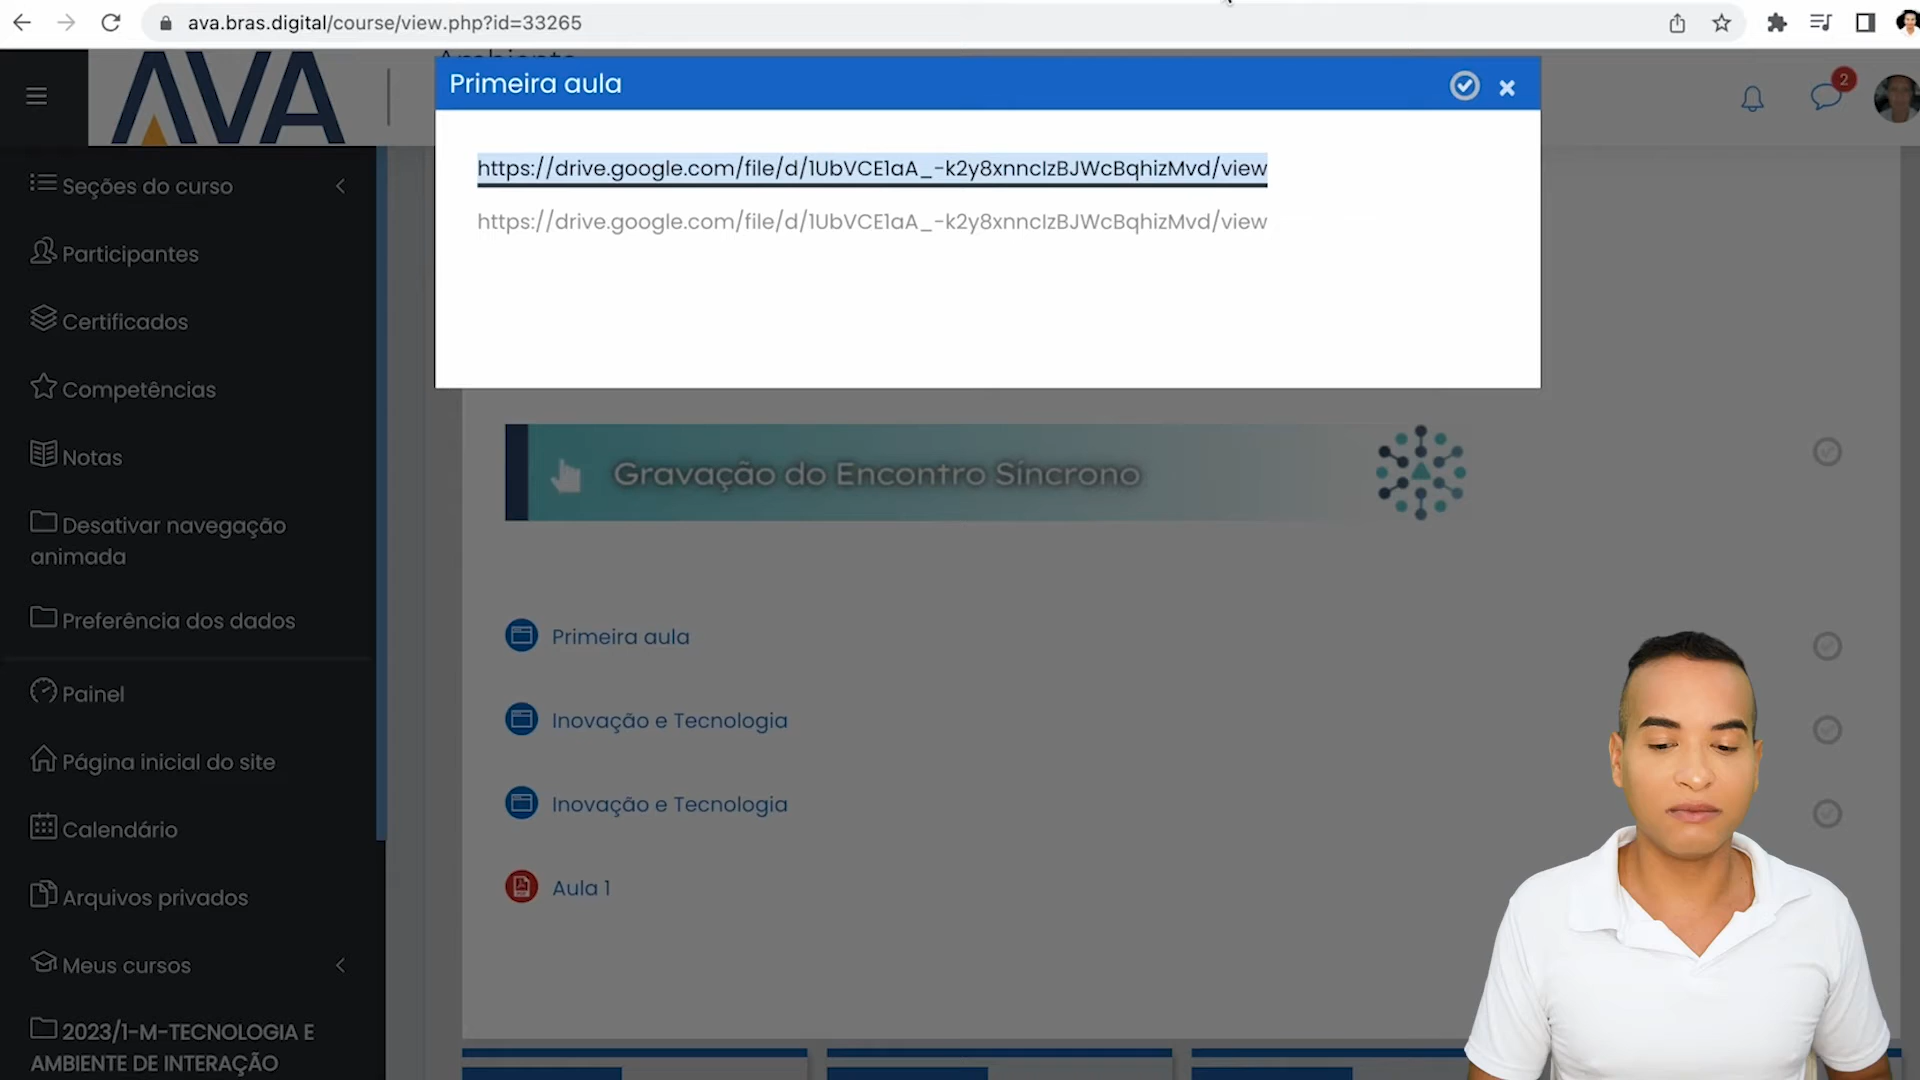 ava.bras.digital/course/view.php?id=33265
AVA
Ambiente
Primeira aula
2
https://drive.google.com/file/d/1UbVCE1aA_-k2y8xnncIzBJWcBqhizMvd/view
https://drive.google.com/file/d/1UbVCE1aA_-k2y8xnncIzBJWcBqhizMvd/view
Seções do curso
Participantes
Certificados
Competências
Notas
Desativar navegação
animada
Preferência dos dados
Painel
Página inicial do site
Calendário
Arquivos privados
Meus cursos
2023/1-M-TECNOLOGIA E
AMBIENTE DE INTERAÇÃO
Gravação do Encontro Síncrono
Primeira aula
Inovação e Tecnologia
Inovação e Tecnologia
Aula 1